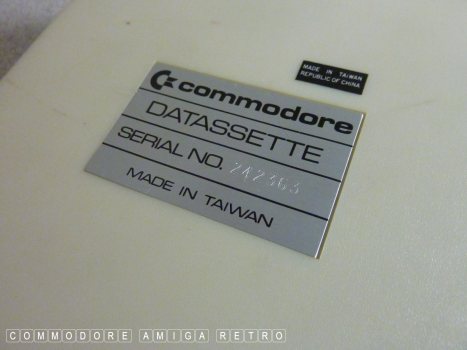 MADE IN TAIWAN
REPUBLIC OF CHINA
commodore
DATASSETTE
SERIAL NO. 242363
MADE IN TAIWAN
COMMODORE AMIGA RETRO